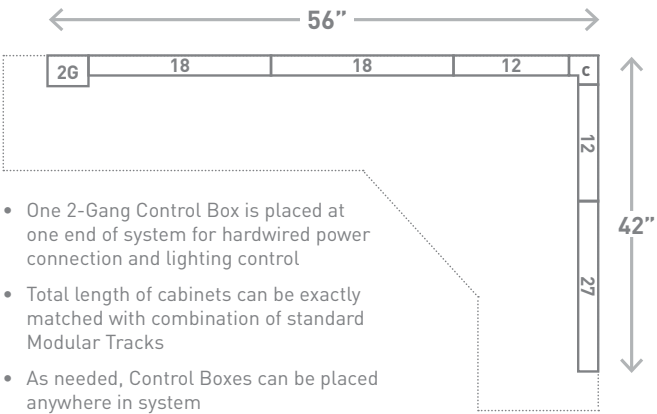 56”
2G 18 18 12 c
12
42”
27
• One 2-Gang Control Box is placed at
one end of system for hardwired power
connection and lighting control
• Total length of cabinets can be exactly
matched with combination of standard
Modular Tracks
• As needed, Control Boxes can be placed
anywhere in system